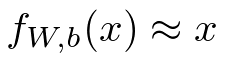 f_{W,b}(x) ≈ x